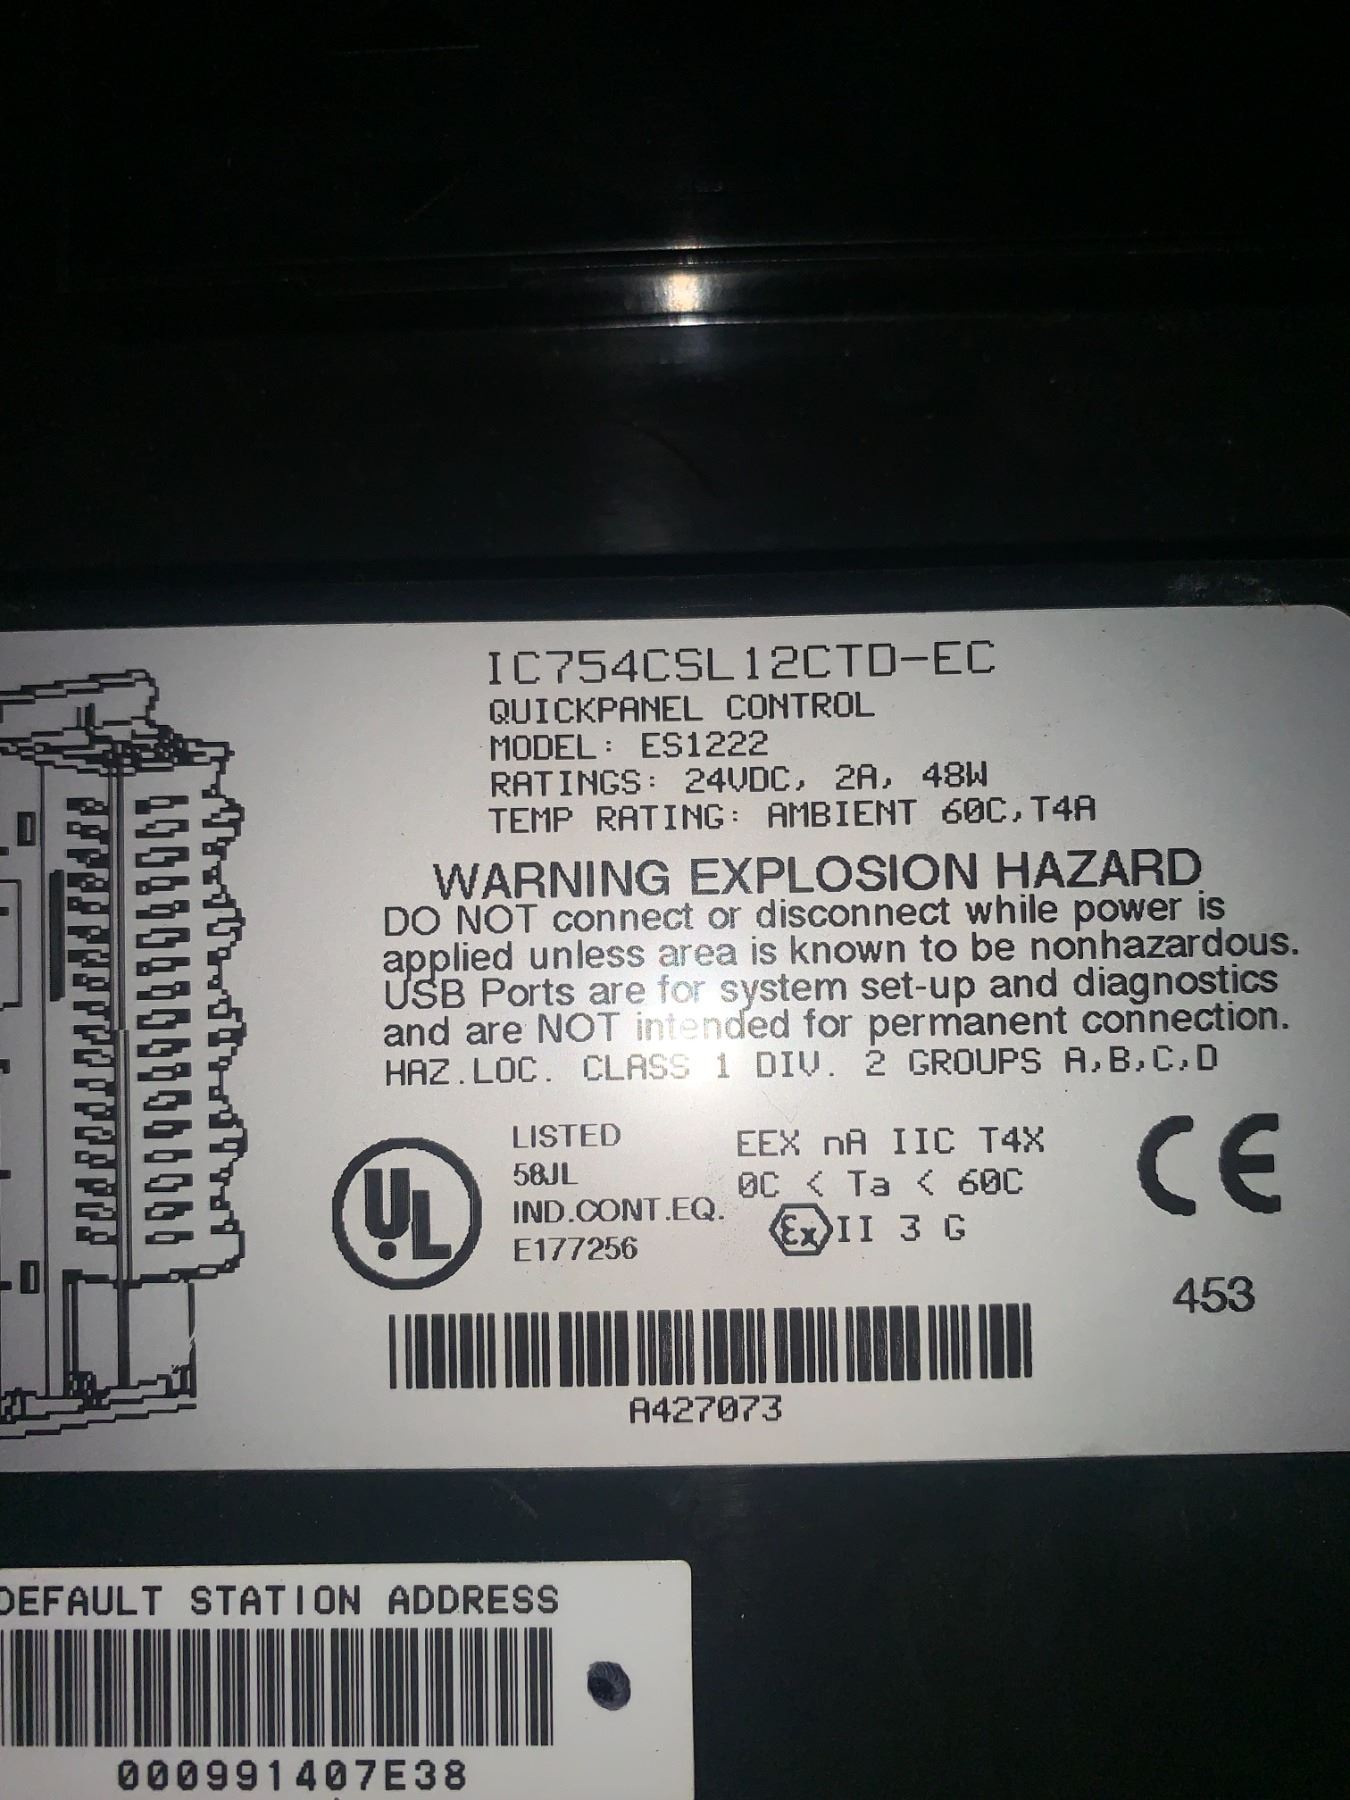 IC754CSL12CTD-EC
QUICKPANEL CONTROL
MODEL: ES1222
RATINGS: 24VDC, 2A, 48W
TEMP RATING: AMBIENT 60C,T4A
WARNING EXPLOSION HAZARD
DO NOT connect or disconnect while power is
applied unless area is known to be nonhazardous.
USB Ports are for system set-up and diagnostics
and are NOT intended for permanent connection.
HAZ.LOC. CLASS 1 DIV. 2 GROUPS A,B,C,D
UL
LISTED
58JL
IND.CONT.EQ.
E177256
EEX nA IIC T4X
0C < Ta < 60C
Ex II 3 G
CE
453
A427073
DEFAULT STATION ADDRESS
000991407E38